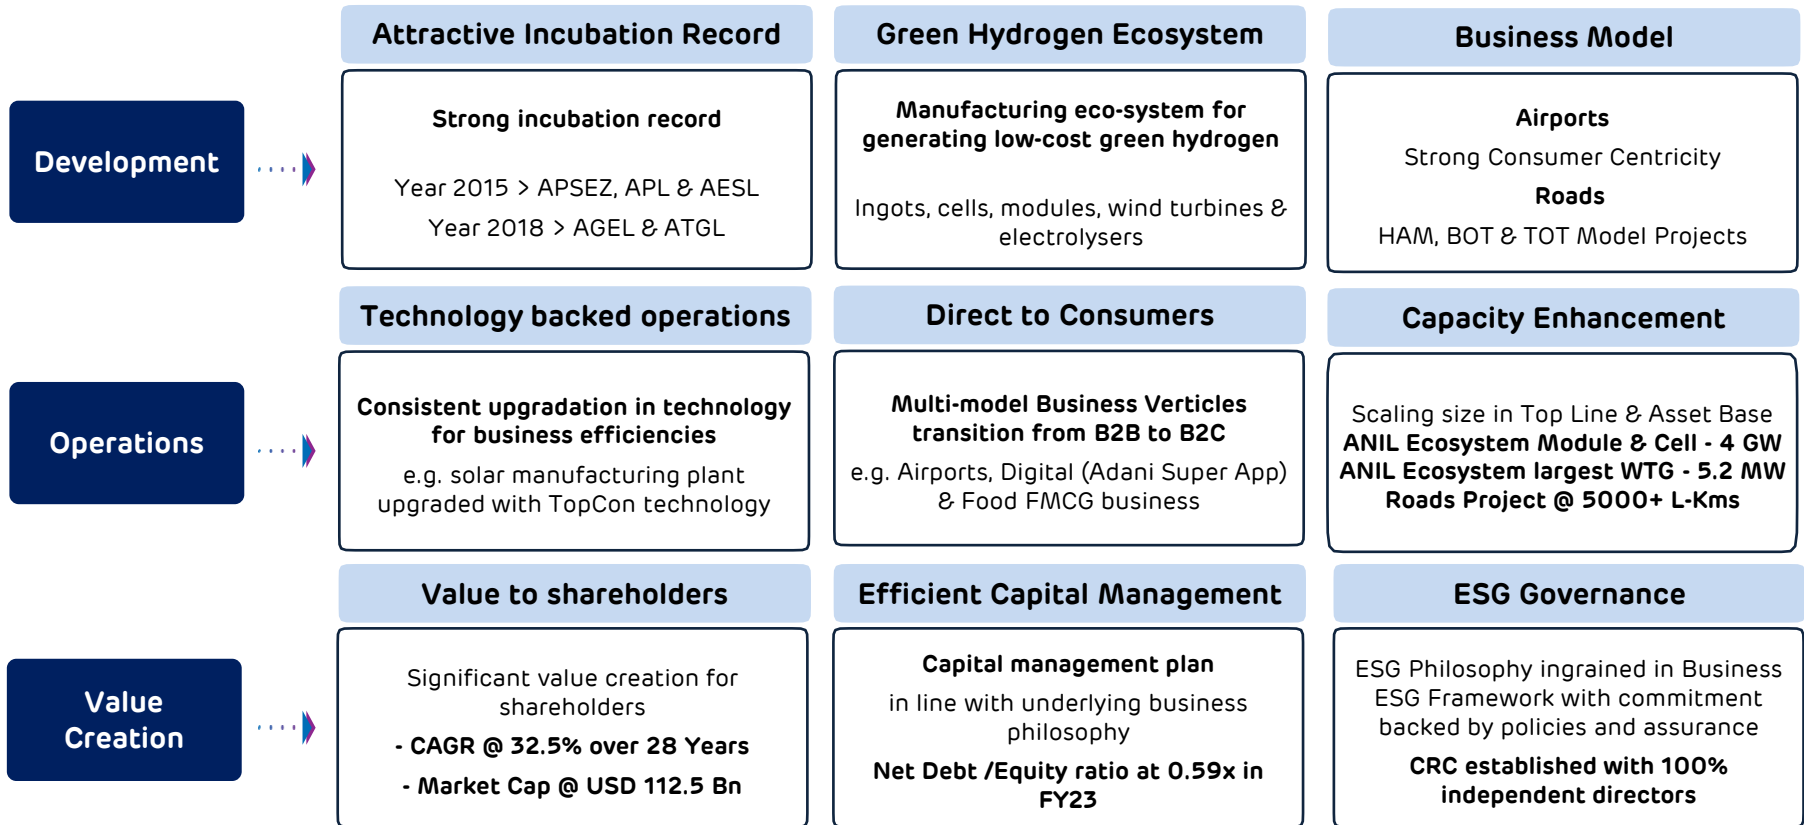 Attractive Incubation Record
Green Hydrogen Ecosystem
Business Model
Development
Strong incubation record
Year 2015 > APSEZ, APL & AESL
Year 2018 > AGEL & ATGL
Manufacturing eco-system for
generating low-cost green hydrogen
Ingots, cells, modules, wind turbines &
electrolysers
Airports
Strong Consumer Centricity
Roads
HAM, BOT & TOT Model Projects
Technology backed operations
Direct to Consumers
Capacity Enhancement
Operations
Consistent upgradation in technology
for business efficiencies
e.g. solar manufacturing plant
upgraded with TopCon technology
Multi-model Business Verticles
transition from B2B to B2C
e.g. Airports, Digital (Adani Super App)
& Food FMCG business
Scaling size in Top Line & Asset Base
ANIL Ecosystem Module & Cell - 4 GW
ANIL Ecosystem largest WTG - 5.2 MW
Roads Project @ 5000+ L-Kms
Value to shareholders
Efficient Capital Management
ESG Governance
Value
Creation
Significant value creation for
shareholders
- CAGR @ 32.5% over 28 Years
- Market Cap @ USD 112.5 Bn
Capital management plan
in line with underlying business
philosophy
Net Debt /Equity ratio at 0.59x in
FY23
ESG Philosophy ingrained in Business
ESG Framework with commitment
backed by policies and assurance
CRC established with 100%
independent directors